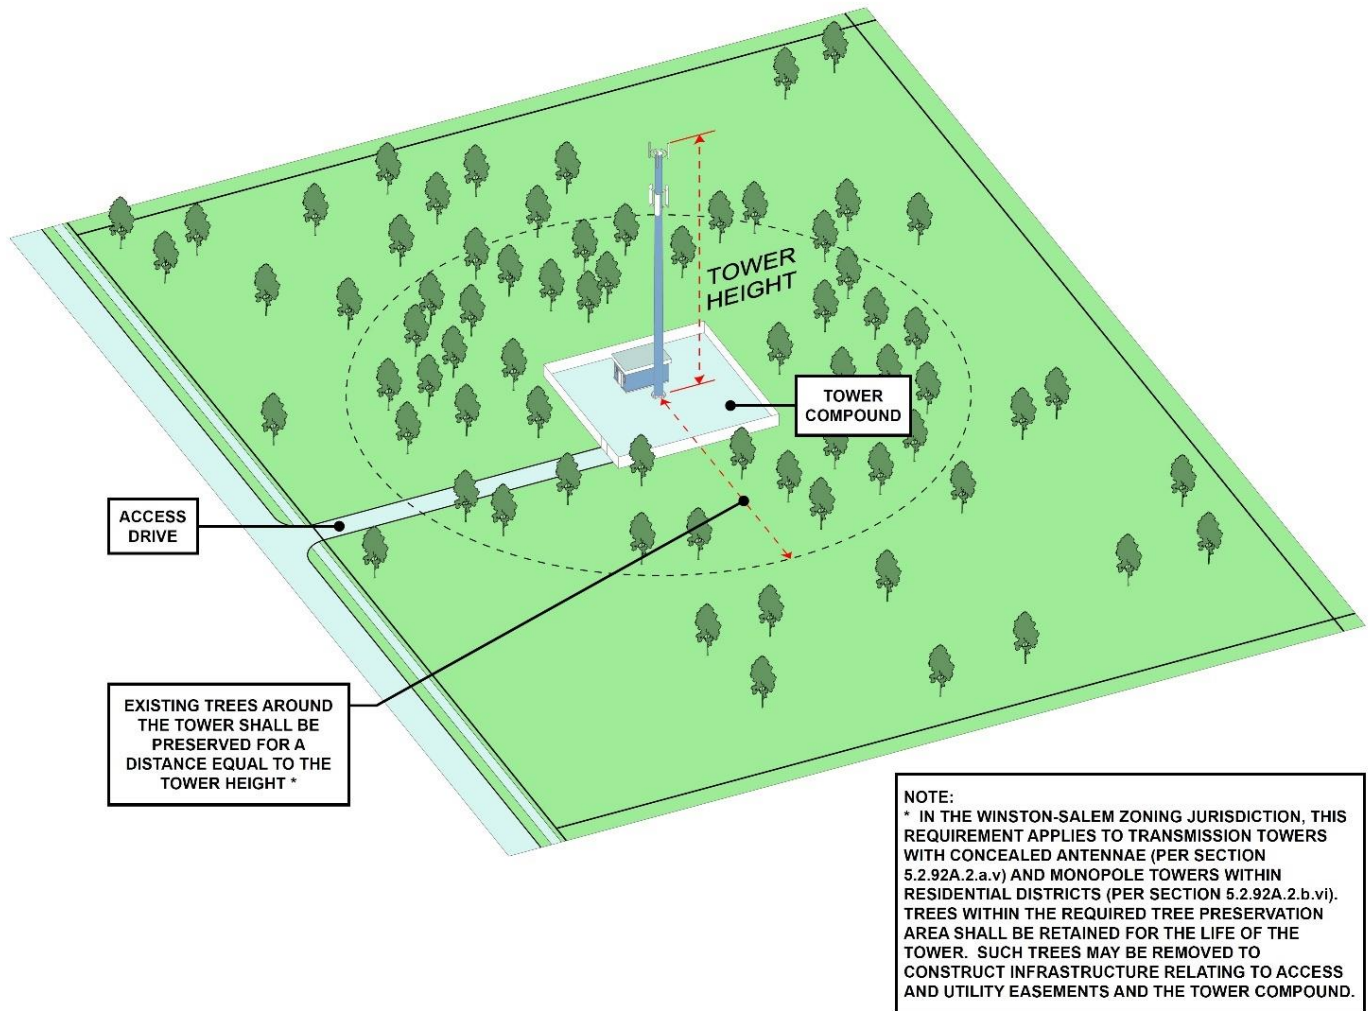 TOWER
HEIGHT
TOWER
COMPOUND
ACCESS
DRIVE
EXISTING TREES AROUND
THE TOWER SHALL BE
PRESERVED FOR A
DISTANCE EQUAL TO THE
TOWER HEIGHT *
NOTE:
* IN THE WINSTON-SALEM ZONING JURISDICTION, THIS
REQUIREMENT APPLIES TO TRANSMISSION TOWERS
WITH CONCEALED ANTENNAE (PER SECTION
5.2.92A.2.a.v) AND MONOPOLE TOWERS WITHIN
RESIDENTIAL DISTRICTS (PER SECTION 5.2.92A.2.b.vi).
TREES WITHIN THE REQUIRED TREE PRESERVATION
AREA SHALL BE RETAINED FOR THE LIFE OF THE
TOWER. SUCH TREES MAY BE REMOVED TO
CONSTRUCT INFRASTRUCTURE RELATING TO ACCESS
AND UTILITY EASEMENTS AND THE TOWER COMPOUND.